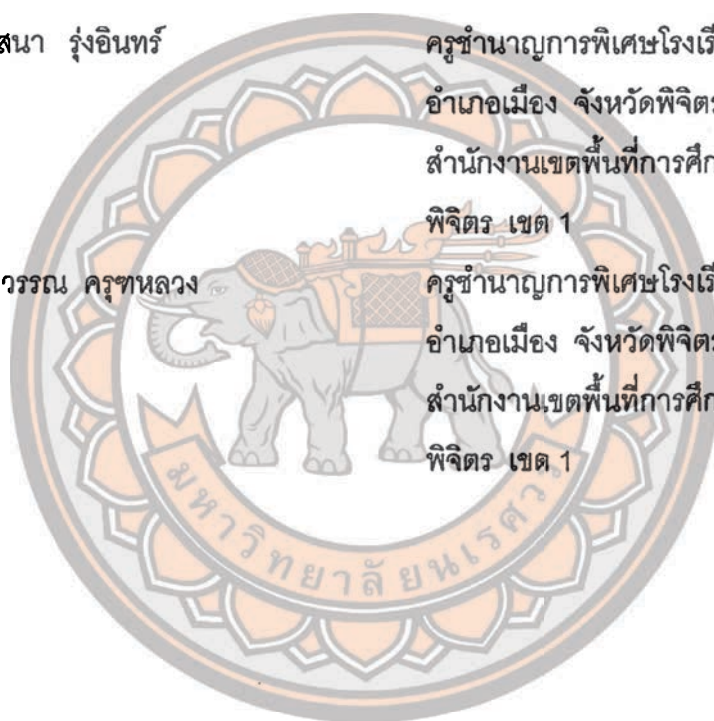 สนา รุ่งอินทร์ ครูชำนาญการพิเศษโรงเรี
อำเภอเมือง จังหวัดพิจิตร
สำนักงานเขตพื้นที่การศึก
พิจิตร เขต 1
วรรณ ครุฑหลวง ครูชำนาญการพิเศษโรงเรี
อำเภอเมือง จังหวัดพิจิตร
สำนักงานเขตพื้นที่การศึก
พิจิตร เขต 1
มหาวิทยาลัยนเรศวร